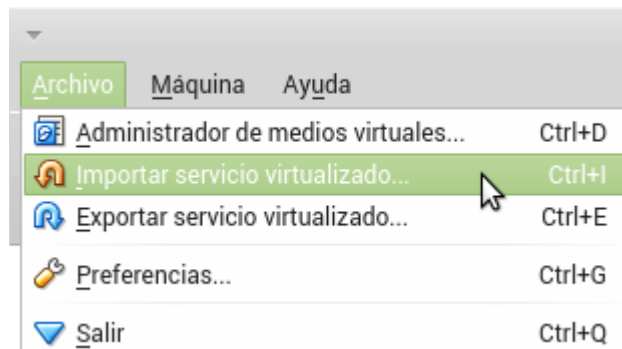 Archivo Máquina Ayuda
Administrador de medios virtuales... Ctrl+D
Importar servicio virtualizado... Ctrl+I
Exportar servicio virtualizado... Ctrl+E
Preferencias... Ctrl+G
Salir Ctrl+Q